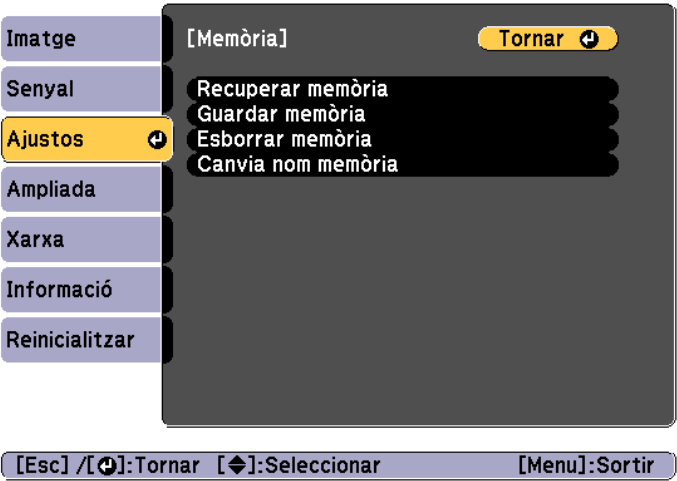 Imatge
Senyal
Ajustos
Ampliada
Xarxa
Informació
Reinicialitzar
[Memòria] Tornar
Recuperar memòria
Guardar memòria
Esborrar memòria
Canvia nom memòria
[Esc] /[⏎]:Tornar [◆]:Seleccionar [Menu]:Sortir